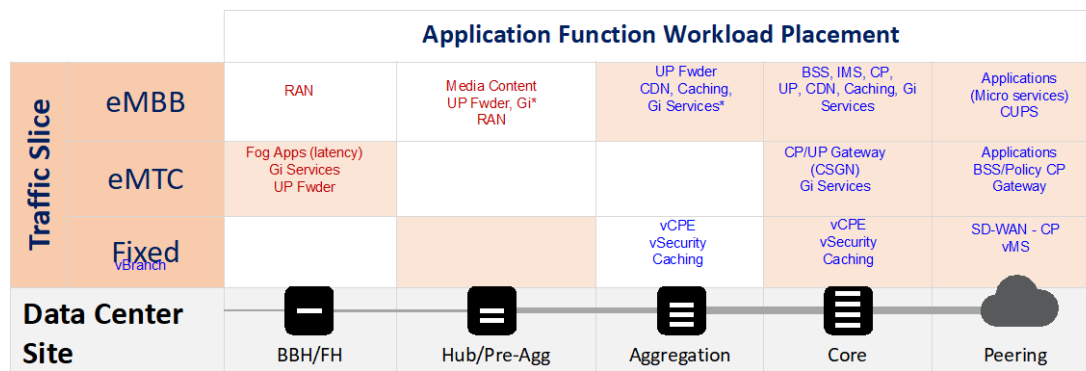 Application Function Workload Placement
Traffic Slice
eMBB
RAN
Media Content
UP Fwder, Gi*
RAN
UP Fwder
CDN, Caching,
Gi Services*
BSS, IMS, CP,
UP, CDN, Caching, Gi
Services
Applications
(Micro services)
CUPS
eMTC
Fog Apps (latency)
Gi Services
UP Fwder
CP/UP Gateway
(CSGN)
Gi Services
Applications
BSS/Policy CP
Gateway
Fixed
vBranch
vCPE
vSecurity
Caching
vCPE
vSecurity
Caching
SD-WAN - CP
vMS
Data Center
Site
BBH/FH
Hub/Pre-Agg
Aggregation
Core
Peering